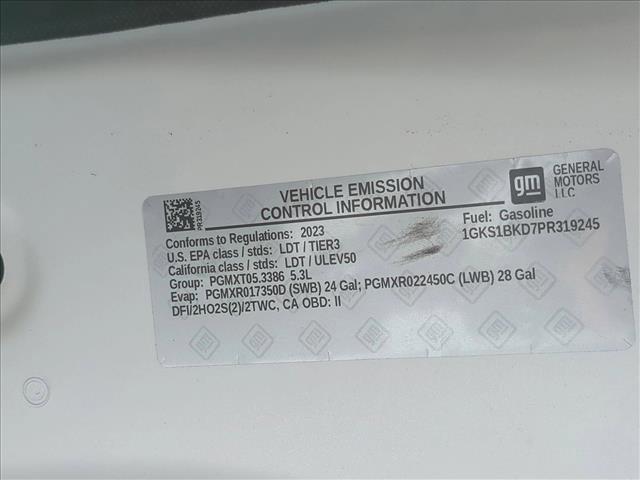 PR319245
VEHICLE EMISSION
CONTROL INFORMATION
gm
GENERAL
MOTORS
LLC
Conforms to Regulations: 2023
Fuel: Gasoline
U.S. EPA class / stds: LDT / TIER3
1GKS1BKD7PR319245
California class / stds: LDT / ULEV50
Group: PGMXT05.3386 5.3L
Evap: PGMXR017350D (SWB) 24 Gal; PGMXR022450C (LWB) 28 Gal
DFI/2HO2S(2)/2TWC, CA OBD: II